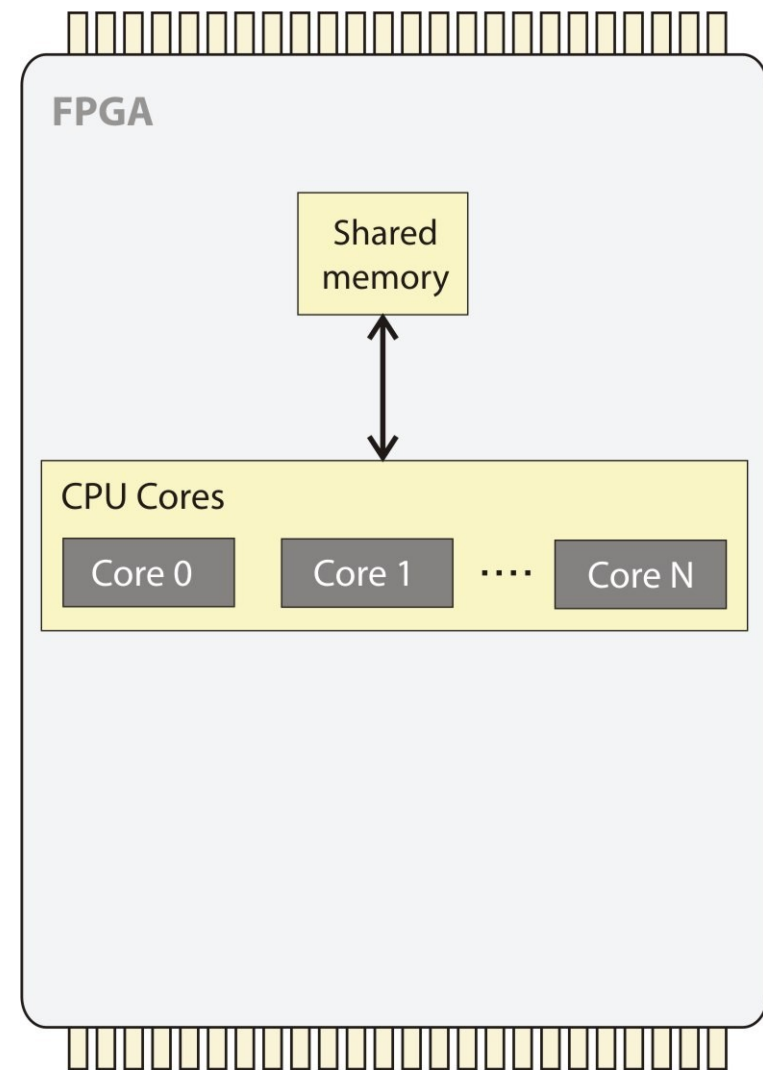 FPGA
Shared
memory
CPU Cores
Core 0
Core 1
....
Core N